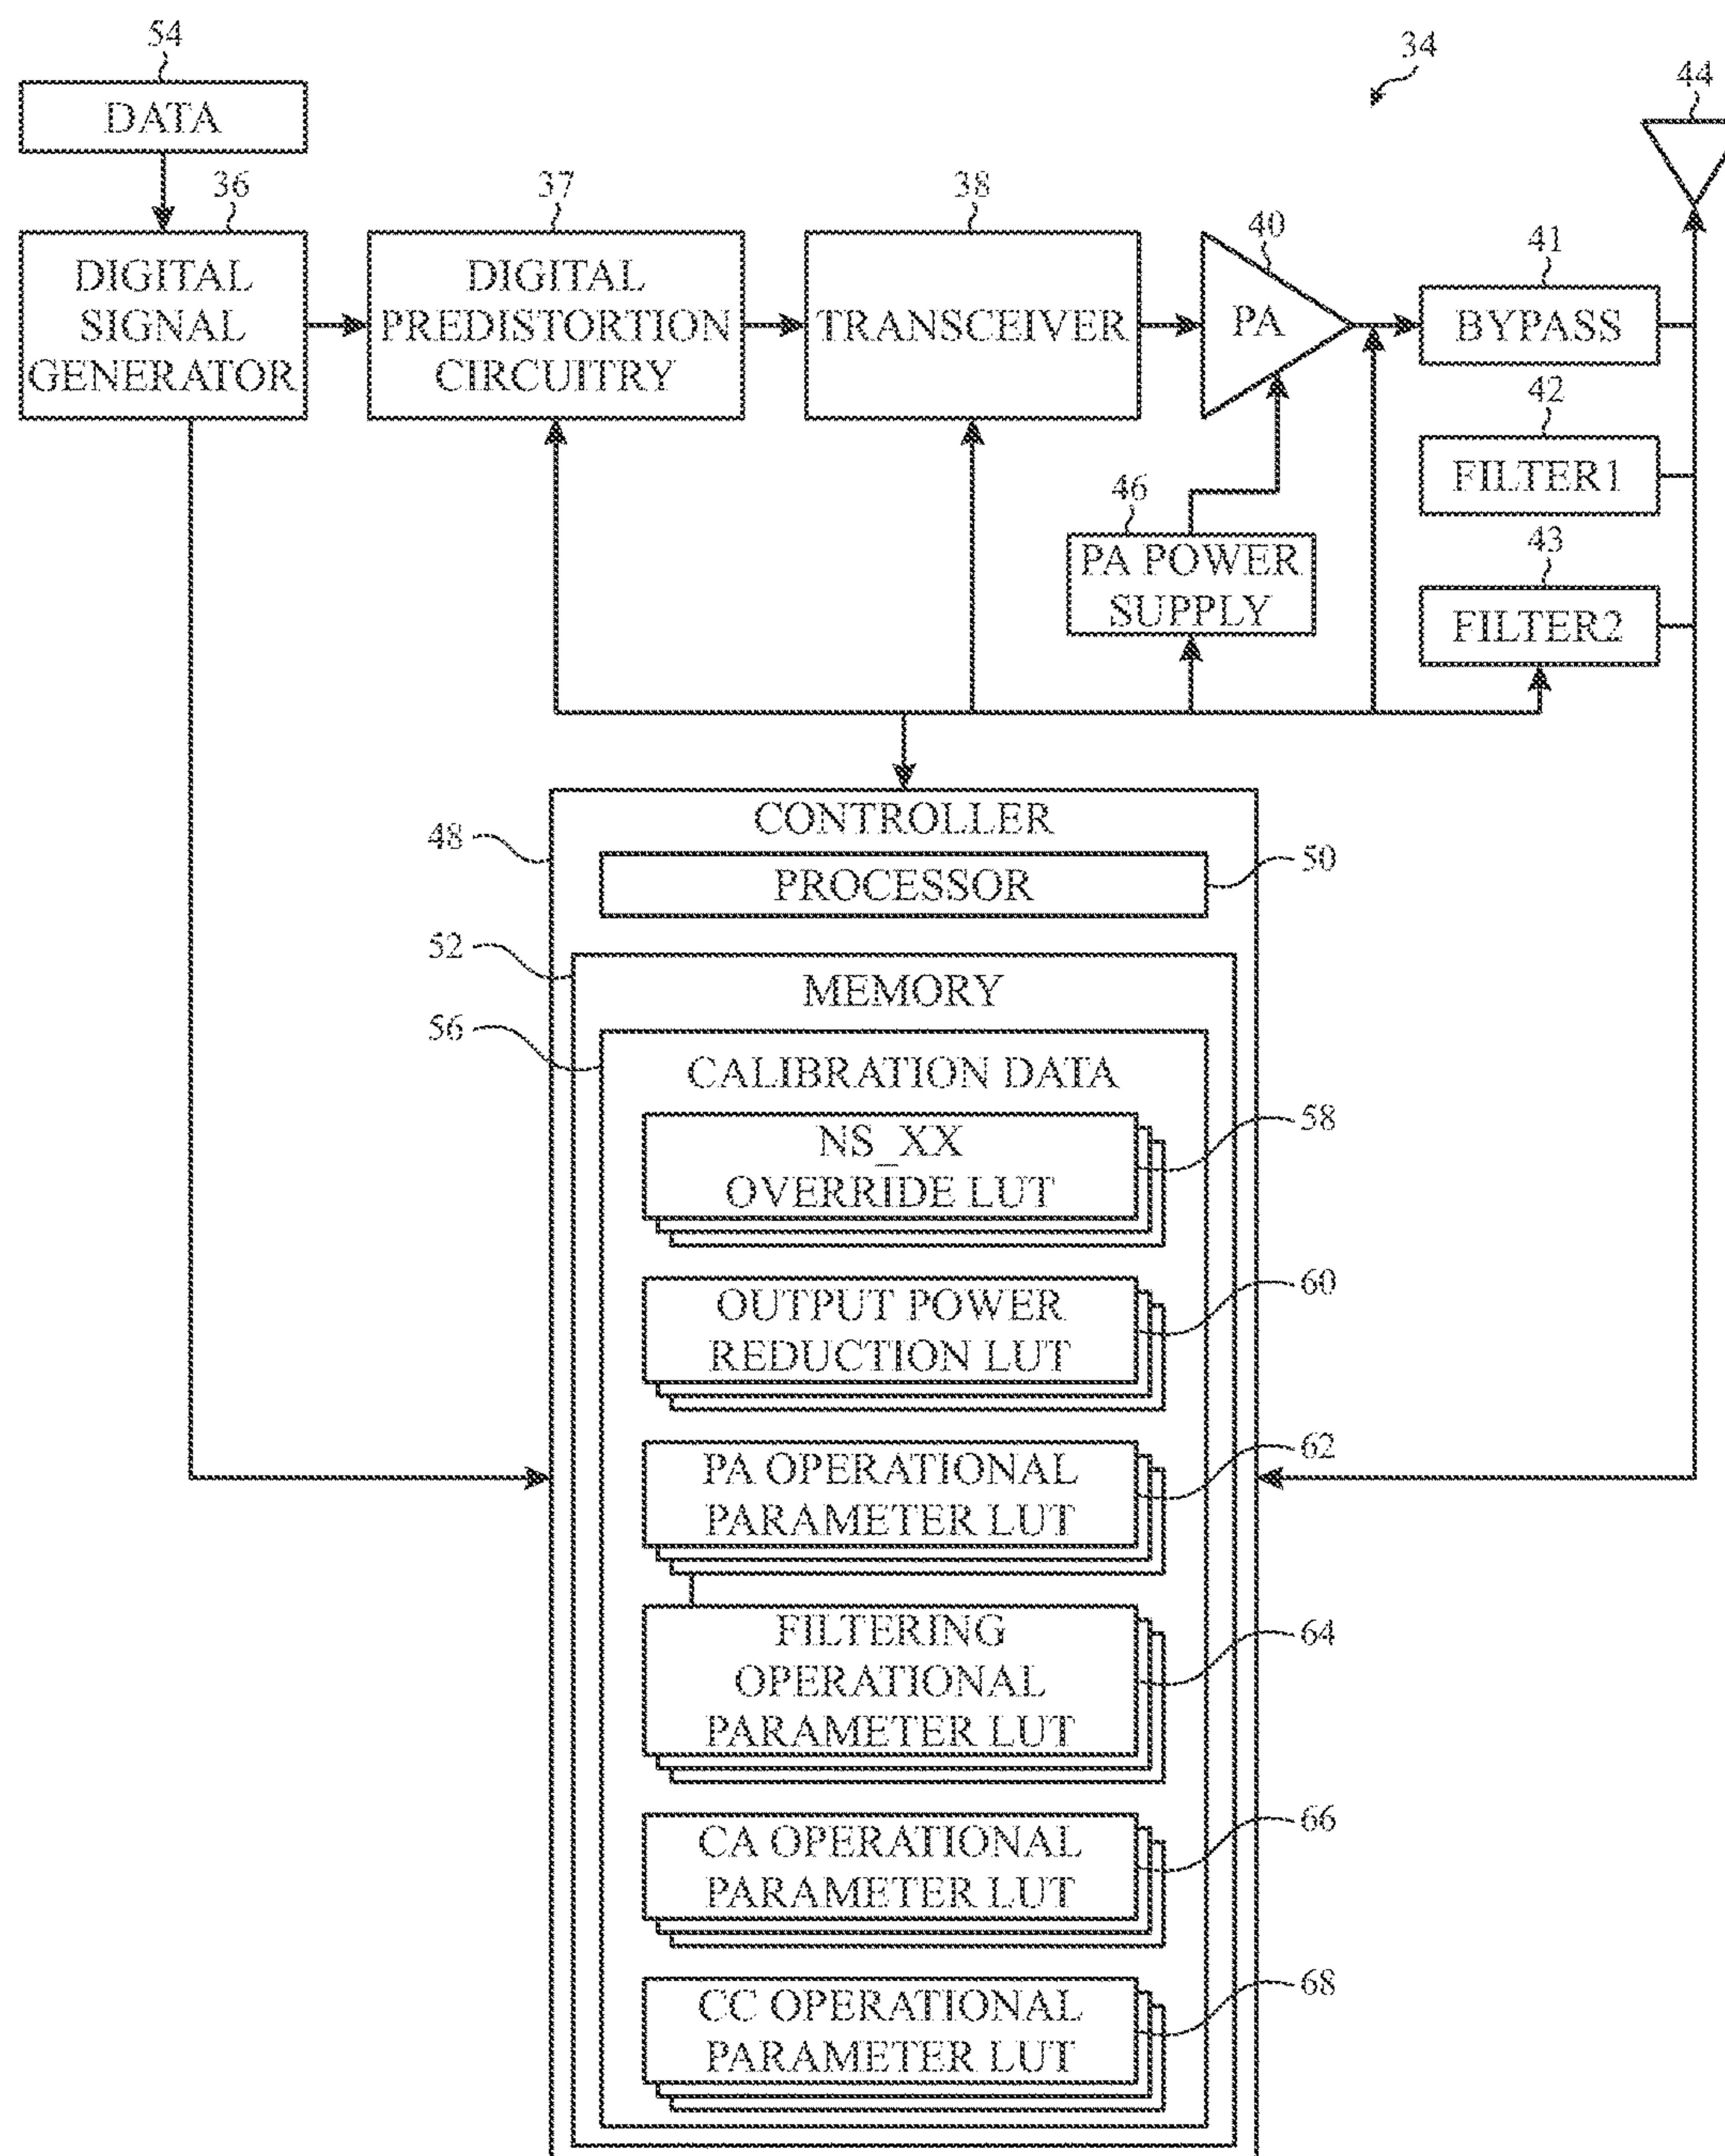 54
34
44
DATA
36
37
38
40
41
DIGITAL
SIGNAL
GENERATOR
DIGITAL
PREDISTORTION
CIRCUITRY
TRANSCEIVER
PA
BYPASS
42
FILTER1
46
PA POWER
SUPPLY
43
FILTER2
48
CONTROLLER
PROCESSOR
50
52
MEMORY
56
CALIBRATION DATA
NS_XX
OVERRIDE LUT
58
OUTPUT POWER
REDUCTION LUT
60
PA OPERATIONAL
PARAMETER LUT
62
FILTERING
OPERATIONAL
PARAMETER LUT
64
CA OPERATIONAL
PARAMETER LUT
66
CC OPERATIONAL
PARAMETER LUT
68